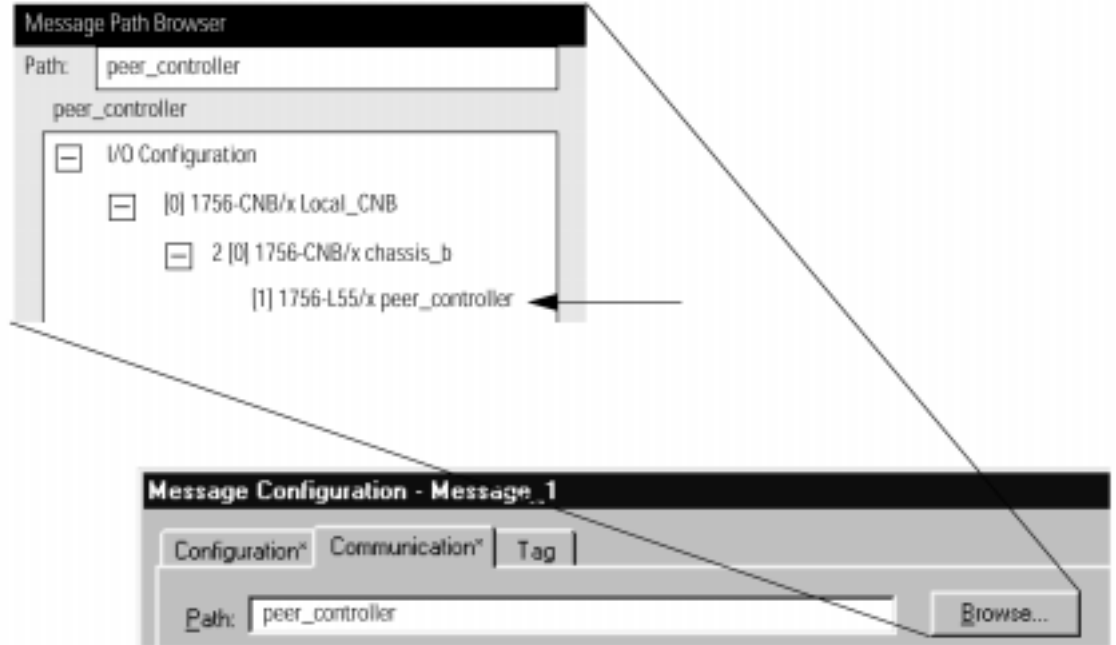 Message Path Browser
Path: peer_controller
peer_controller
I/O Configuration
[0] 1756-CNB/x Local_CNB
2 [0] 1756-CNB/x chassis_b
[1] 1756-L55/x peer_controller
Message Configuration - Message_1
Configuration* Communication* Tag
Path: peer_controller Browse...